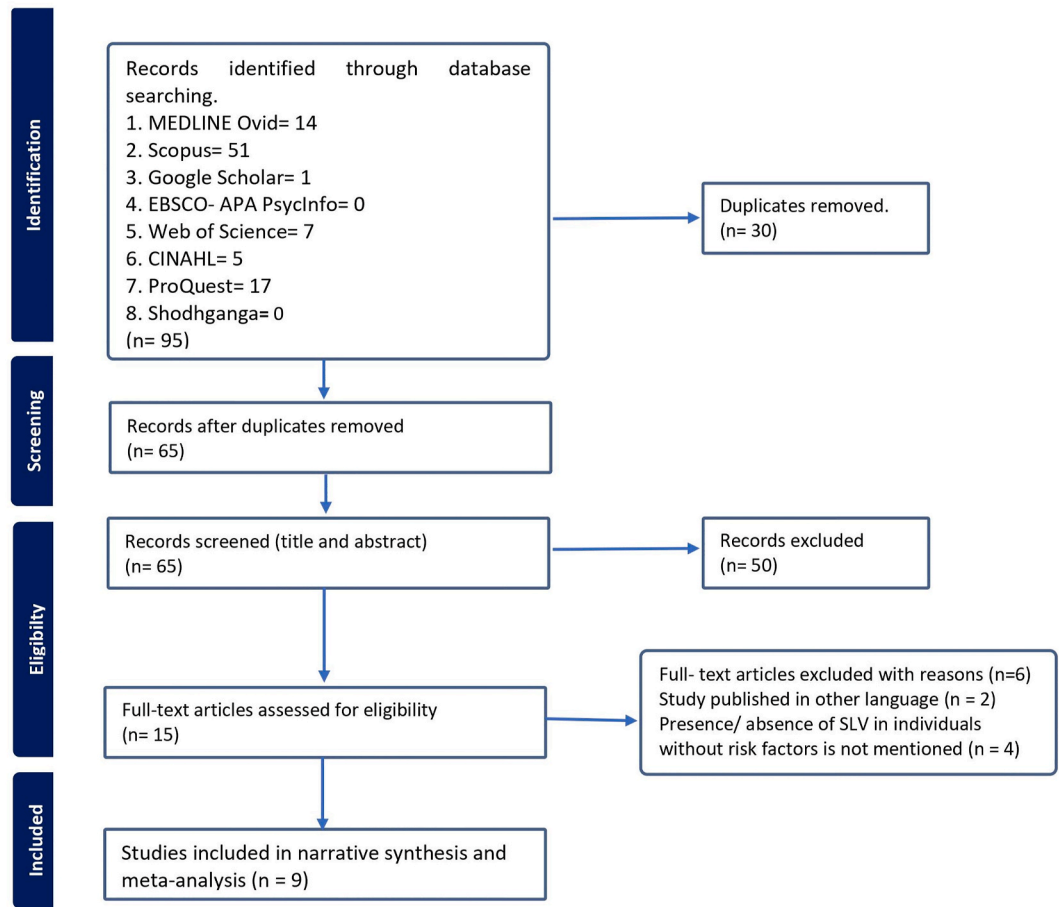 Identification
Records identified through database
searching.
1. MEDLINE Ovid= 14
2. Scopus= 51
3. Google Scholar= 1
4. EBSCO- APA PsycInfo= 0
5. Web of Science= 7
6. CINAHL= 5
7. ProQuest= 17
8. Shodhganga= 0
(n= 95)
Duplicates removed.
(n= 30)
Screening
Records after duplicates removed
(n= 65)
Eligibilty
Records screened (title and abstract)
(n= 65)
Records excluded
(n= 50)
Full-text articles assessed for eligibility
(n= 15)
Full- text articles excluded with reasons (n=6)
Study published in other language (n = 2)
Presence/ absence of SLV in individuals
without risk factors is not mentioned (n = 4)
Included
Studies included in narrative synthesis and
meta-analysis (n = 9)